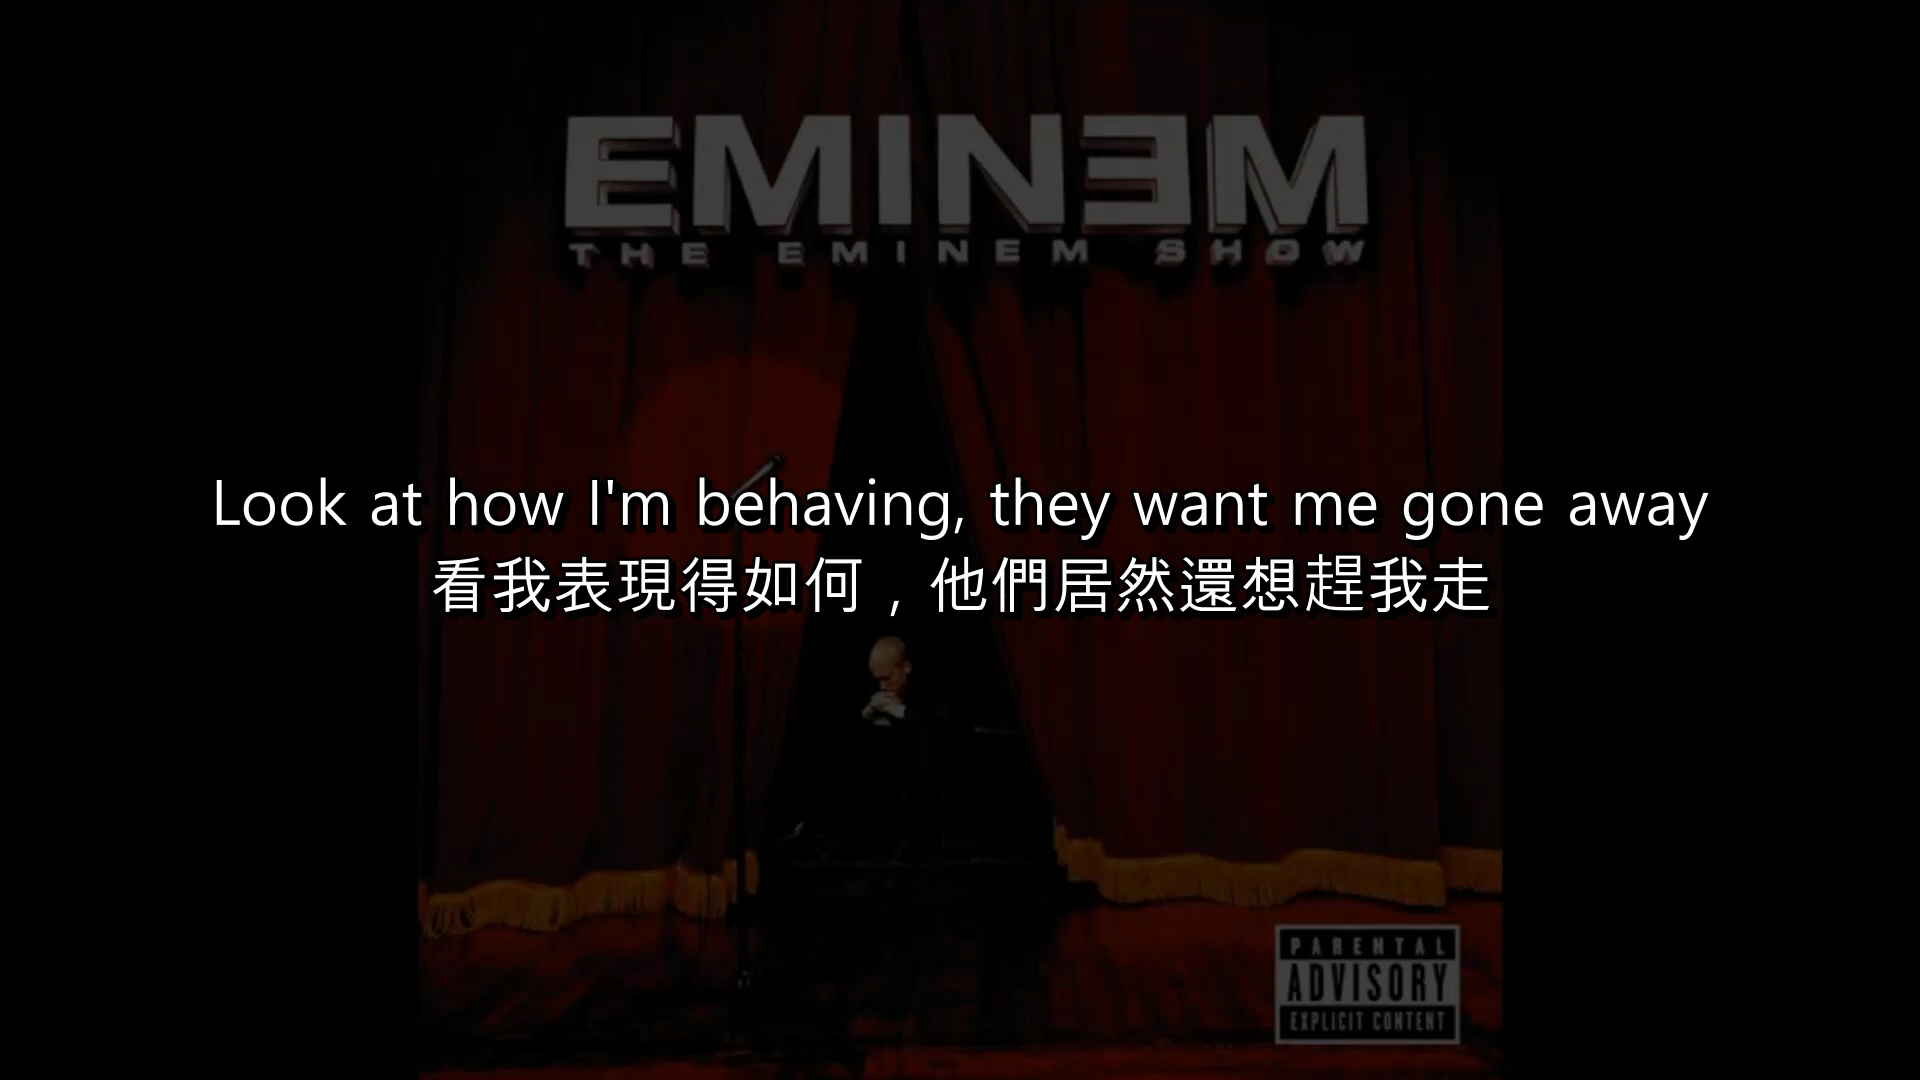 EMINƎM
THE EMINEM SHOW
Look at how I'm behaving, they want me gone away
看我表現得如何，他們居然還想趕我走
PARENTAL
ADVISORY
EXPLICIT CONTENT